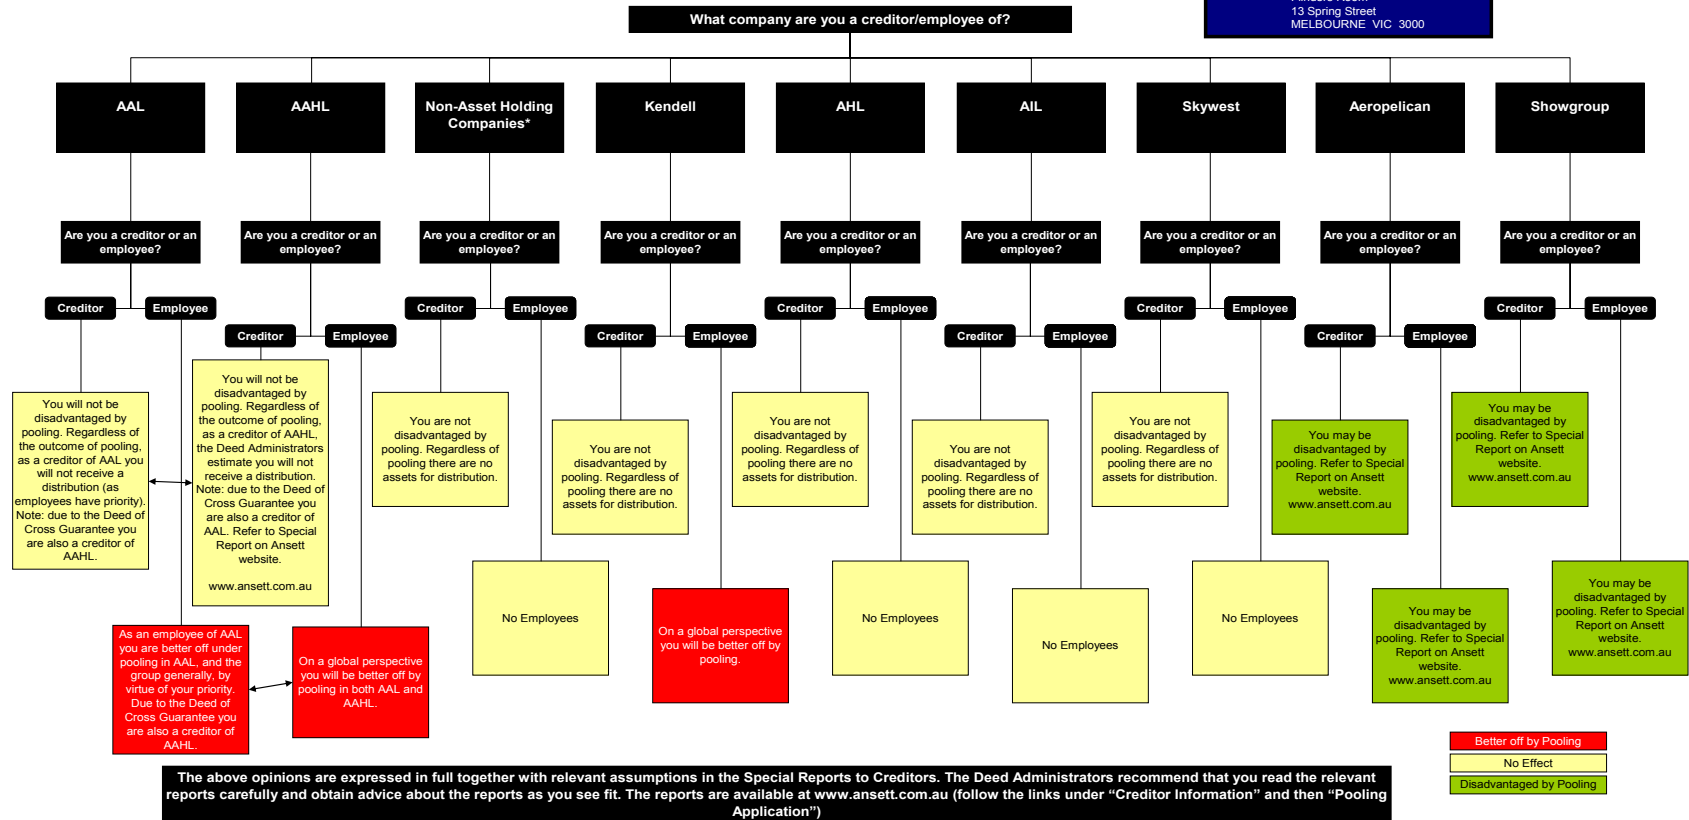 13 Spring Street
MELBOURNE VIC 3000
What company are you a creditor/employee of?
AAL
AAHL
Non-Asset Holding
Companies*
Kendell
AHL
AIL
Skywest
Aeropelican
Showgroup
Are you a creditor or an
employee?
Are you a creditor or an
employee?
Are you a creditor or an
employee?
Are you a creditor or an
employee?
Are you a creditor or an
employee?
Are you a creditor or an
employee?
Are you a creditor or an
employee?
Are you a creditor or an
employee?
Are you a creditor or an
employee?
Creditor
Employee
Creditor
Employee
Creditor
Employee
Creditor
Employee
Creditor
Employee
Creditor
Employee
Creditor
Employee
Creditor
Employee
Creditor
Employee
You will not be
disadvantaged by
pooling. Regardless of
the outcome of pooling,
as a creditor of AAL you
will not receive a
distribution (as
employees have priority).
Note: due to the Deed of
Cross Guarantee you
are also a creditor of
AAHL.
You will not be
disadvantaged by
pooling. Regardless of
the outcome of pooling,
as a creditor of AAHL,
the Deed Administrators
estimate you will not
receive a distribution.
Note: due to the Deed of
Cross Guarantee you
are also a creditor of
AAL. Refer to Special
Report on Ansett
website.
www.ansett.com.au
You are not
disadvantaged by
pooling. Regardless of
pooling there are no
assets for distribution.
You are not
disadvantaged by
pooling. Regardless of
pooling there are no
assets for distribution.
You are not
disadvantaged by
pooling. Regardless of
pooling there are no
assets for distribution.
You are not
disadvantaged by
pooling. Regardless of
pooling there are no
assets for distribution.
You are not
disadvantaged by
pooling. Regardless of
pooling there are no
assets for distribution.
You may be
disadvantaged by
pooling. Refer to Special
Report on Ansett
website.
www.ansett.com.au
You may be
disadvantaged by
pooling. Refer to Special
Report on Ansett
website.
www.ansett.com.au
As an employee of AAL
you are better off under
pooling in AAL, and the
group generally, by
virtue of your priority.
Due to the Deed of
Cross Guarantee you
are also a creditor of
AAHL.
On a global perspective
you will be better off by
pooling in both AAL and
AAHL.
No Employees
On a global perspective
you will be better off by
pooling.
No Employees
No Employees
No Employees
You may be
disadvantaged by
pooling. Refer to Special
Report on Ansett
website.
www.ansett.com.au
You may be
disadvantaged by
pooling. Refer to Special
Report on Ansett
website.
www.ansett.com.au
Better off by Pooling
No Effect
Disadvantaged by Pooling
The above opinions are expressed in full together with relevant assumptions in the Special Reports to Creditors. The Deed Administrators recommend that you read the relevant
reports carefully and obtain advice about the reports as you see fit. The reports are available at www.ansett.com.au (follow the links under “Creditor Information” and then “Pooling
Application”)